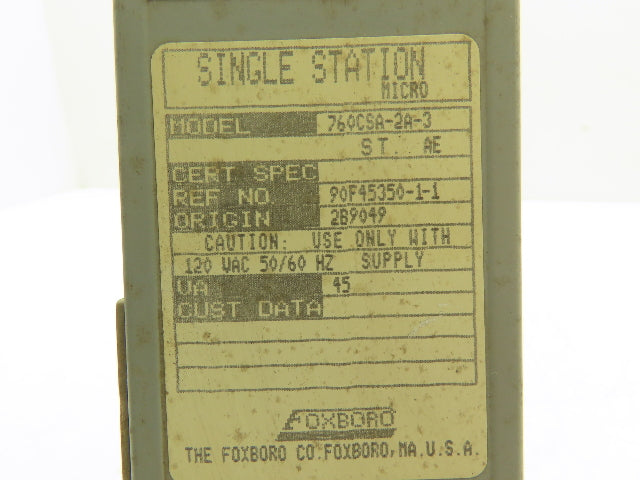 SINGLE STATION
MICRO
MODEL 760CSA-2A-3
ST. AE
CERT SPEC
REF NO. 90F45350-1-1
ORIGIN 2B9049
CAUTION: USE ONLY WITH
120 VAC 50/60 HZ SUPPLY
VA 45
CUST DATA
FOXBORO
THE FOXBORO CO. FOXBORO, MA. U.S.A.